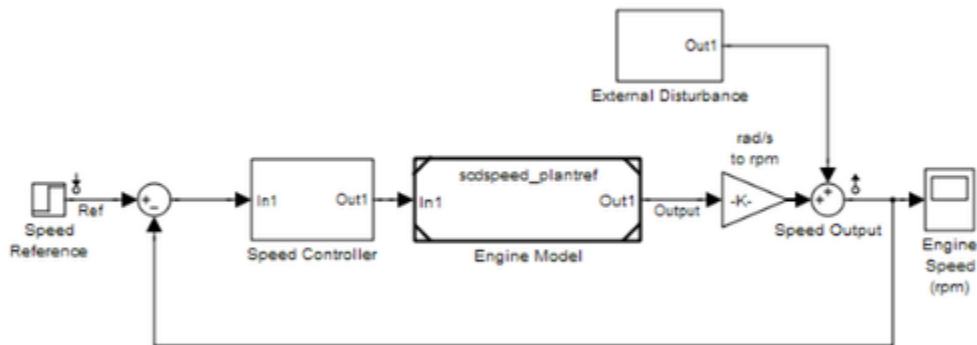 Out1
External Disturbance
rad/s
to rpm
scdspeed_plantref
Ref
In1
Out1
In1
Out1
Output
-K-
Speed
Reference
Speed Controller
Engine Model
Speed Output
Engine
Speed
(rpm)